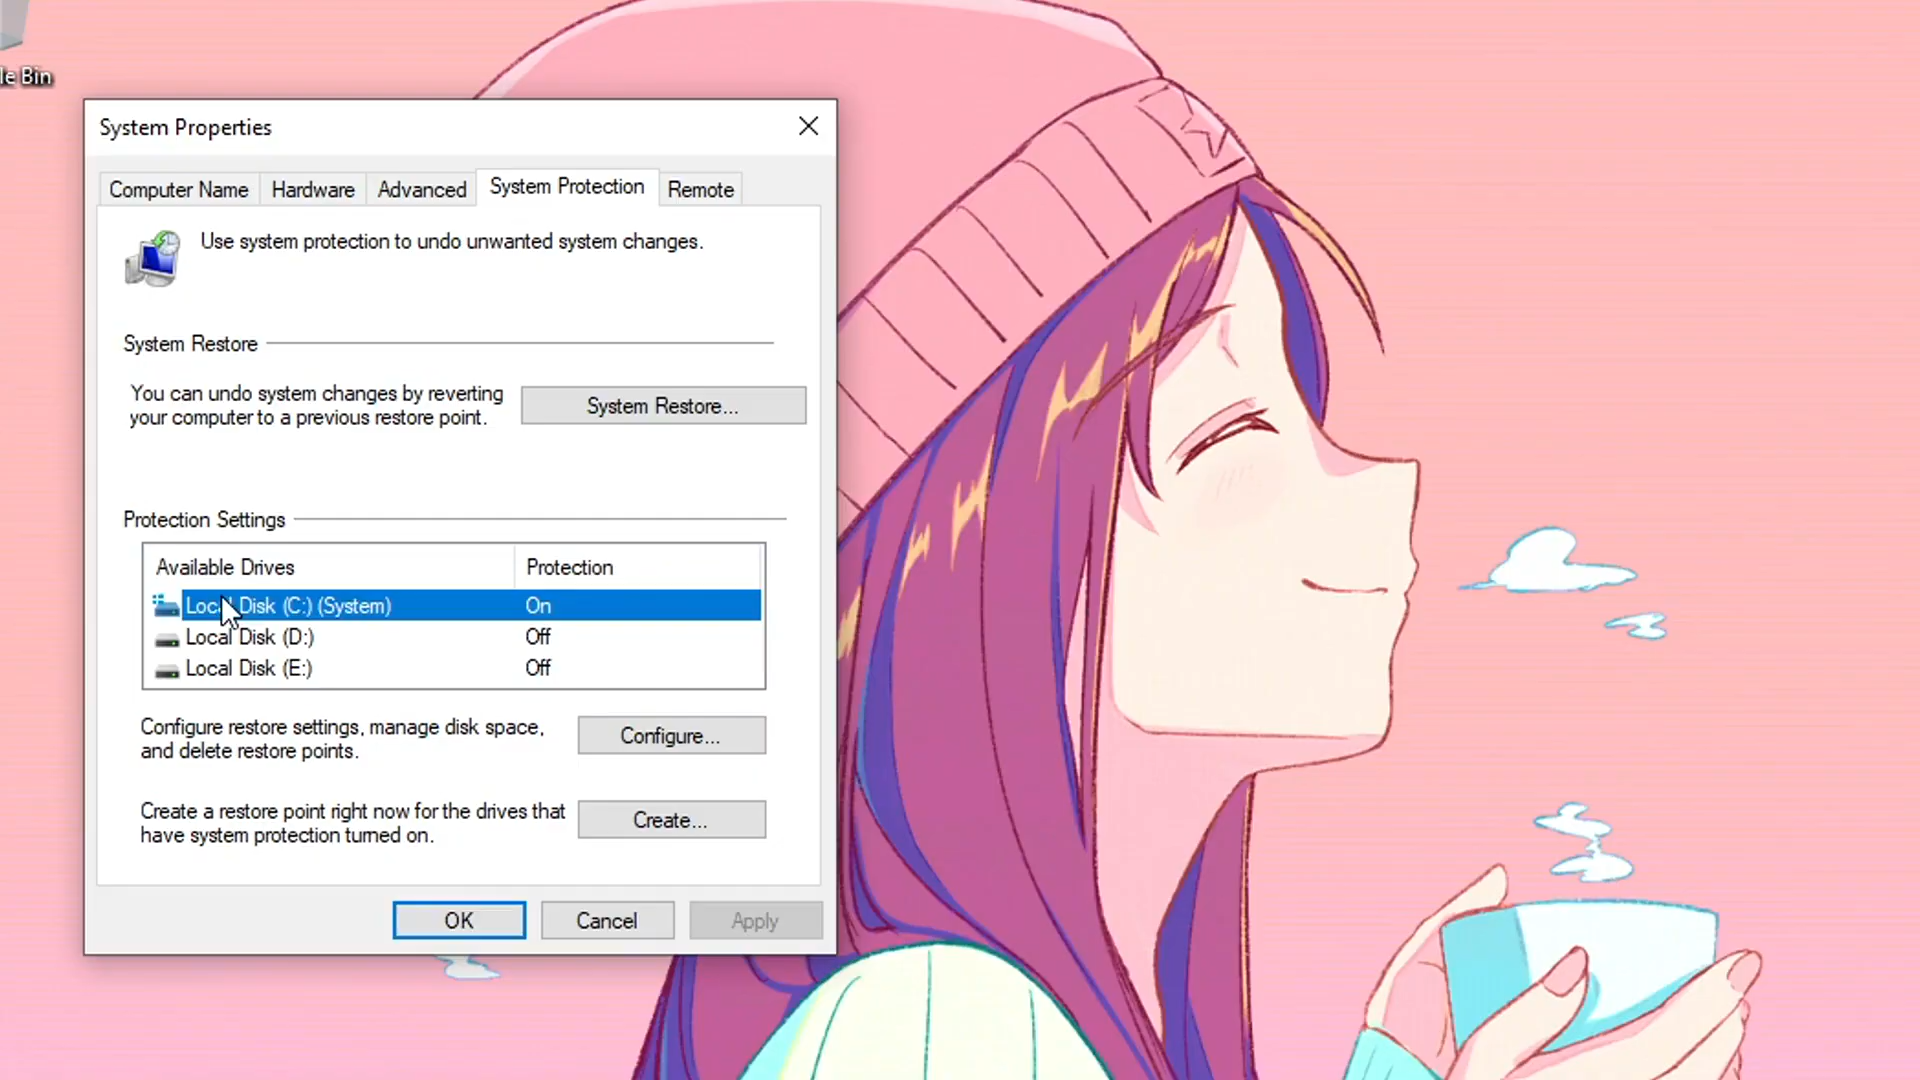 le Bin
System Properties
Computer Name
Hardware
Advanced
System Protection
Remote
Use system protection to undo unwanted system changes.
System Restore
You can undo system changes by reverting
your computer to a previous restore point.
System Restore...
Protection Settings
Available Drives
Protection
Local Disk (C:) (System)
On
Local Disk (D:)
Off
Local Disk (E:)
Off
Configure restore settings, manage disk space,
and delete restore points.
Configure...
Create a restore point right now for the drives that
have system protection turned on.
Create...
OK
Cancel
Apply